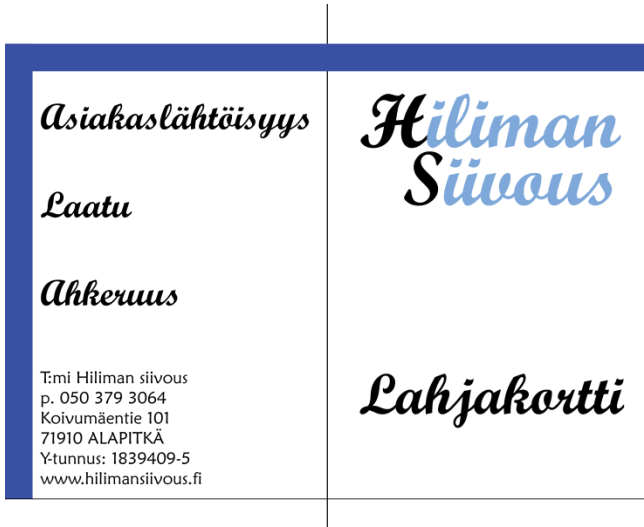 Asiakaslähtöisyys
Laatu
Ahkeruus
T:mi Hiliman siivous
p. 050 379 3064
Koivumäentie 101
71910 ALAPITKÄ
Y-tunnus: 1839409-5
www.hilimansiivous.fi
Hiliman
Siivous
Lahjakortti